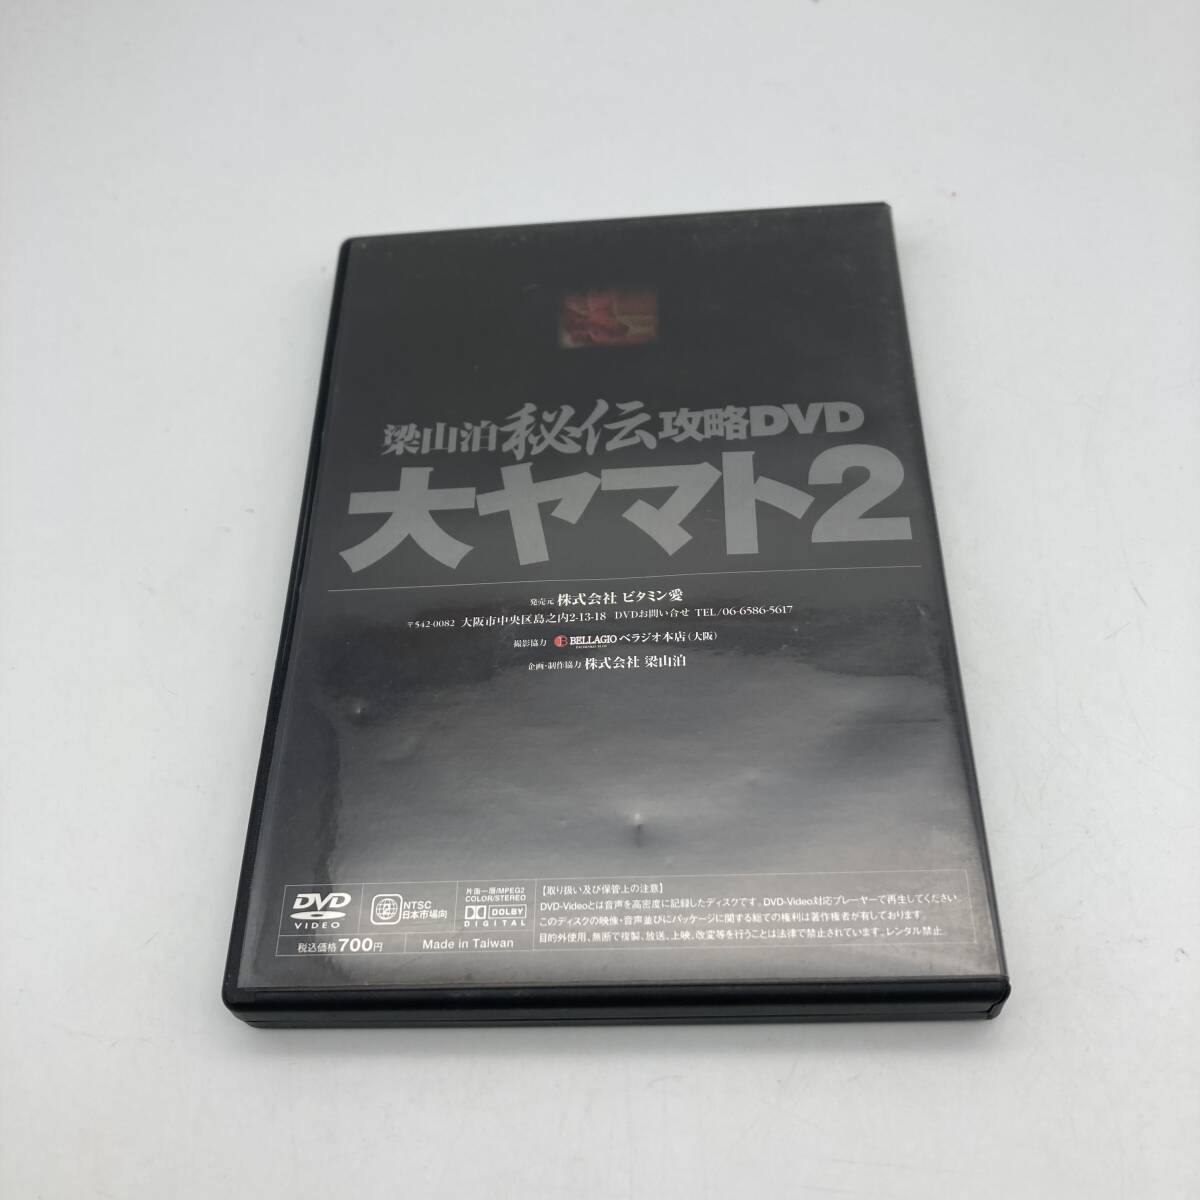 梁山泊秘伝攻略DVD
大ヤマト2
発売元 株式会社 ビタミン愛
〒542-0082 大阪市中央区島之内2-13-18 DVDお問い合せ TEL/06-6586-5617
撮影協力 BELLAGIO ベラジオ本店(大阪)
企画・制作協力 株式会社 梁山泊
DVD
VIDEO
税込価格700円
2
NTSC
日本市場向
片面一層/MPEG2
COLOR/STEREO
DOLBY
DIGITAL
Made in Taiwan
【取り扱い及び保管上の注意】
DVD-Videoとは音声を高密度に記録したディスクです。DVD-Video対応プレーヤーで再生してください。
このディスクの映像・音声並びにパッケージに関する総ての権利は著作権者が有しております。
目的外使用、無断で複製、放送、上映、改変等を行うことは法律で禁止されています。レンタル禁止。